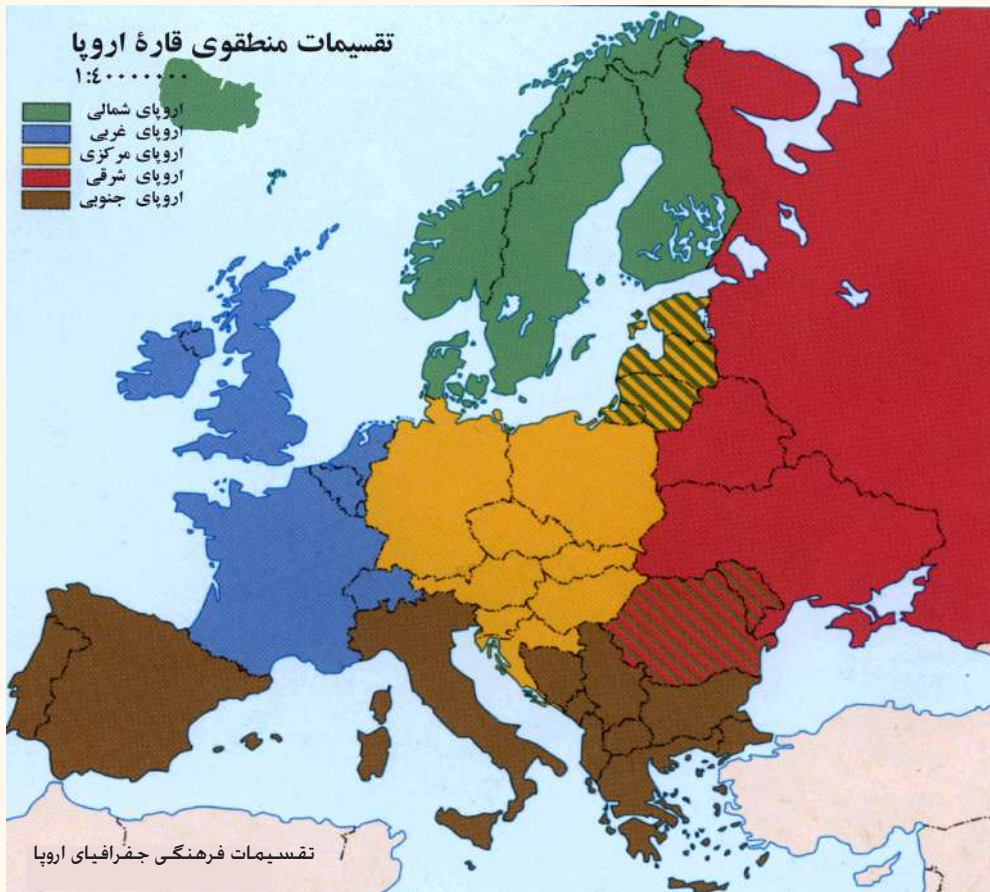 تقسیمات منطقوی قارهٔ اروپا
۱:٤۰۰۰۰۰۰۰
اروپای شمالی
اروپای غربی
اروپای مرکزی
اروپای شرقی
اروپای جنوبی
تقسیمات فرهنگی جغرافیای اروپا